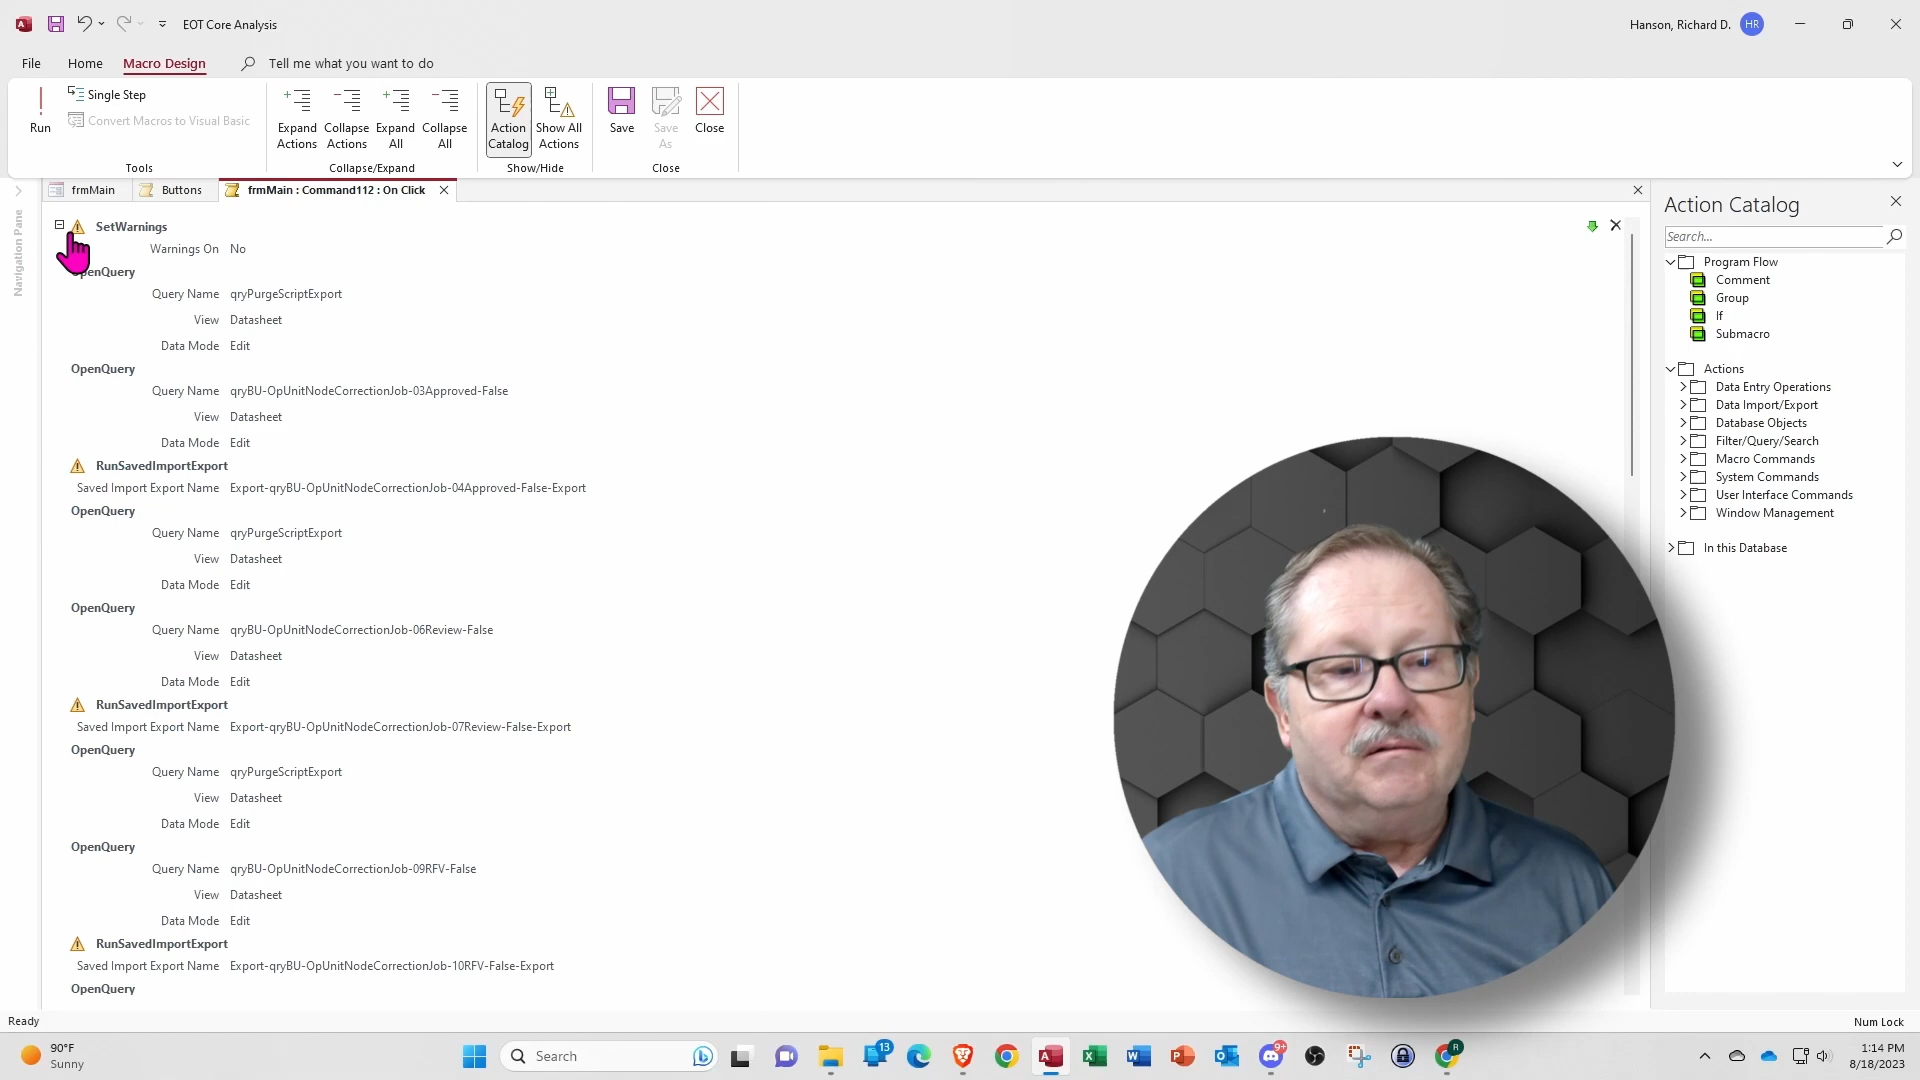 EOT Core Analysis
Hanson, Richard D.
HR
File
Home
Macro Design
Tell me what you want to do
Run
Single Step
Convert Macros to Visual Basic
Tools
Expand Actions
Collapse Actions
Expand All
Collapse All
Collapse/Expand
Action Catalog
Show All Actions
Show/Hide
Save
Save As
Close
Close
frmMain
Buttons
frmMain : Command112 : On Click
Navigation Pane
SetWarnings
Warnings On No
OpenQuery
Query Name qryPurgeScriptExport
View Datasheet
Data Mode Edit
OpenQuery
Query Name qryBU-OpUnitNodeCorrectionJob-03Approved-False
View Datasheet
Data Mode Edit
RunSavedImportExport
Saved Import Export Name Export-qryBU-OpUnitNodeCorrectionJob-04Approved-False-Export
OpenQuery
Query Name qryPurgeScriptExport
View Datasheet
Data Mode Edit
OpenQuery
Query Name qryBU-OpUnitNodeCorrectionJob-06Review-False
View Datasheet
Data Mode Edit
RunSavedImportExport
Saved Import Export Name Export-qryBU-OpUnitNodeCorrectionJob-07Review-False-Export
OpenQuery
Query Name qryPurgeScriptExport
View Datasheet
Data Mode Edit
OpenQuery
Query Name qryBU-OpUnitNodeCorrectionJob-09RFV-False
View Datasheet
Data Mode Edit
RunSavedImportExport
Saved Import Export Name Export-qryBU-OpUnitNodeCorrectionJob-10RFV-False-Export
OpenQuery
Action Catalog
Search...
Program Flow
Comment
Group
If
Submacro
Actions
Data Entry Operations
Data Import/Export
Database Objects
Filter/Query/Search
Macro Commands
System Commands
User Interface Commands
Window Management
In this Database
Ready
Num Lock
90°F
Sunny
Search
13
9+
R
1:14 PM
8/18/2023